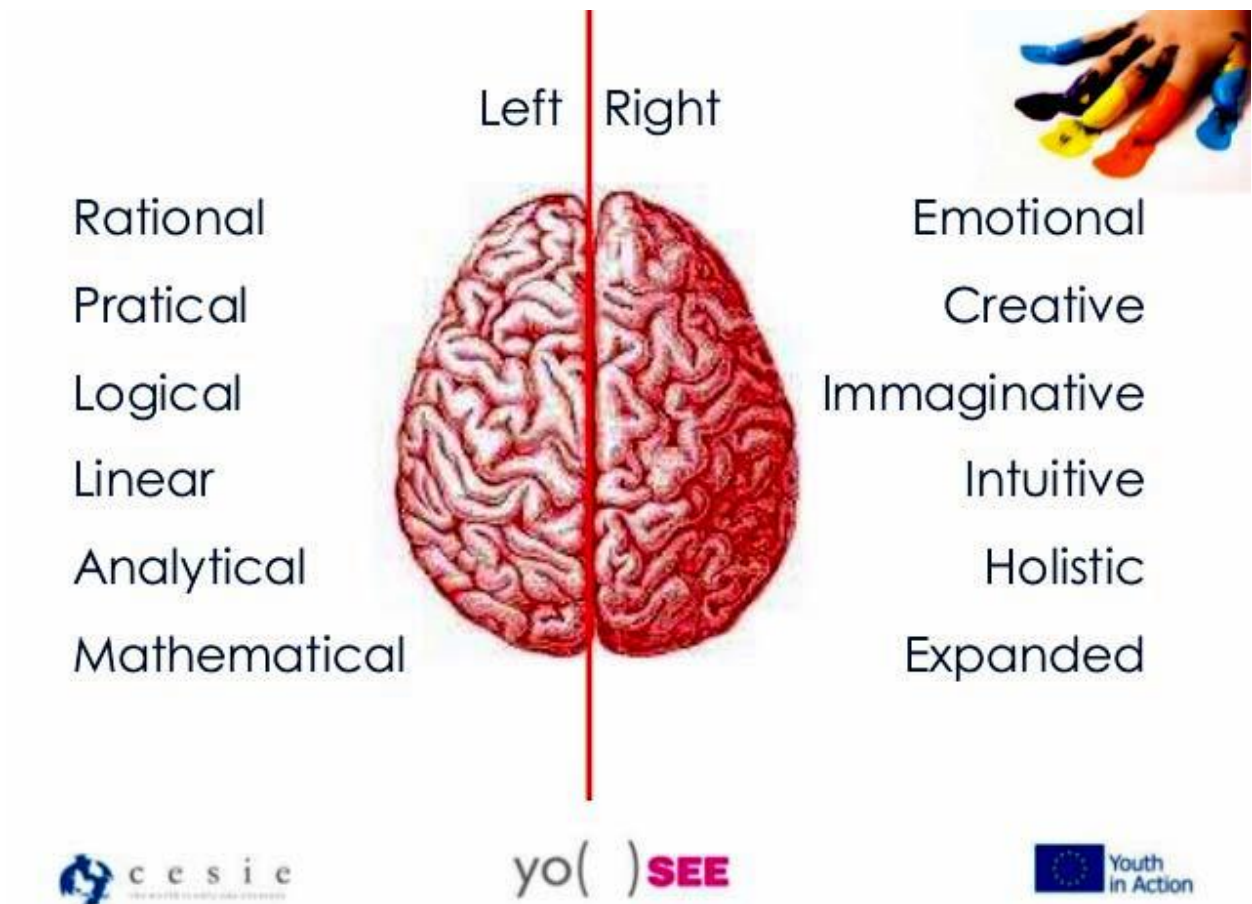 Left Right
Rational Emotional
Pratical Creative
Logical Immaginative
Linear Intuitive
Analytical Holistic
Mathematical Expanded
cesie
yo( )SEE
Youth
in Action